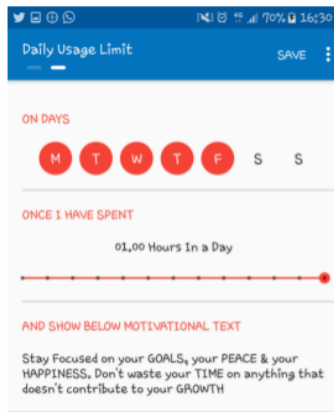 70% 16:30
Daily Usage Limit
SAVE
ON DAYS
M T W T F S S
ONCE I HAVE SPENT
01,00 Hours In a Day
AND SHOW BELOW MOTIVATIONAL TEXT
Stay Focused on your GOALS, your PEACE & your
HAPPINESS. Don't waste your TIME on anything that
doesn't contribute to your GROWTH